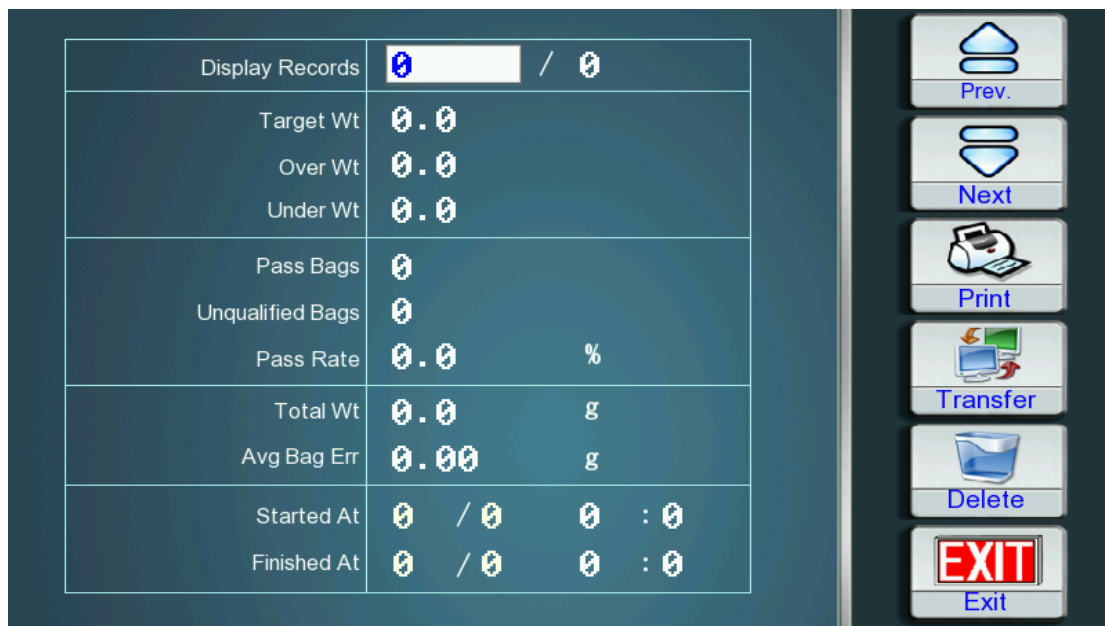 Display Records 0 / 0
Target Wt 0.0
Over Wt 0.0
Under Wt 0.0
Pass Bags 0
Unqualified Bags 0
Pass Rate 0.0 %
Total Wt 0.0 g
Avg Bag Err 0.00 g
Started At 0 / 0 0 : 0
Finished At 0 / 0 0 : 0
Prev.
Next
Print
Transfer
Delete
EXIT
Exit